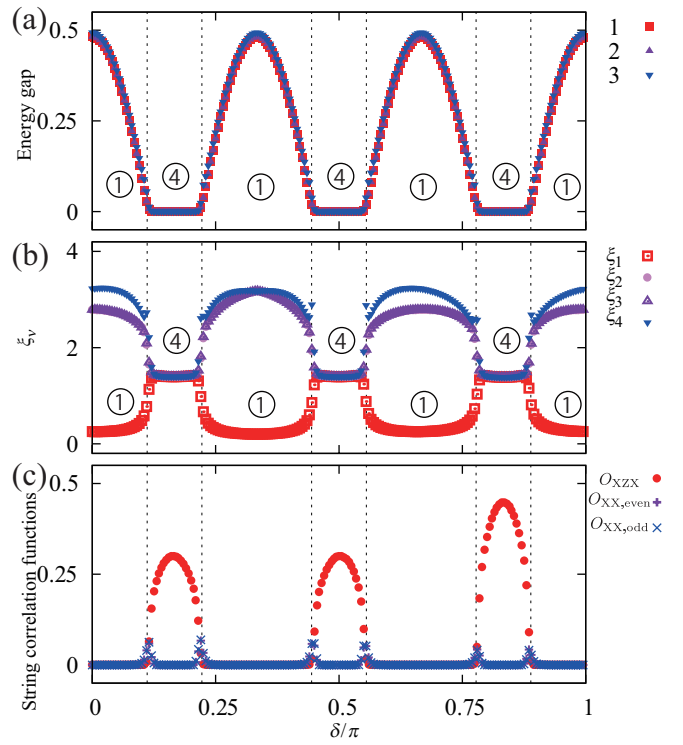 (a)
0.5
0.25
0
Energy gap
1
2
3
① ④ ① ④ ① ④ ①
(b)
4
2
0
ξν
ξ1
ξ2
ξ3
ξ4
④ ④ ④
① ① ① ①
(c)
0.5
0.25
0
String correlation functions
OXZX
OXX,even
OXX,odd
0 0.25 0.5 0.75 1
δ/π